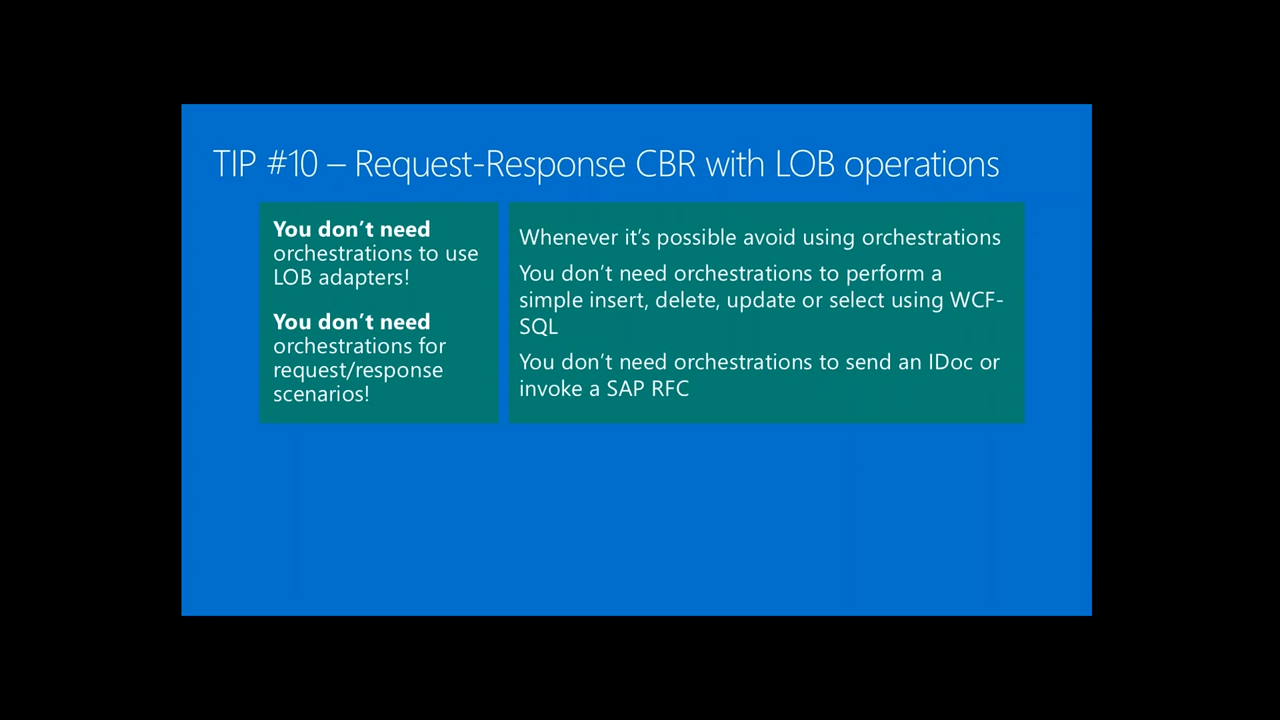 TIP #10 – Request-Response CBR with LOB operations
You don’t need
orchestrations to use
LOB adapters!
You don’t need
orchestrations for
request/response
scenarios!
Whenever it’s possible avoid using orchestrations
You don’t need orchestrations to perform a
simple insert, delete, update or select using WCF-
SQL
You don’t need orchestrations to send an IDoc or
invoke a SAP RFC